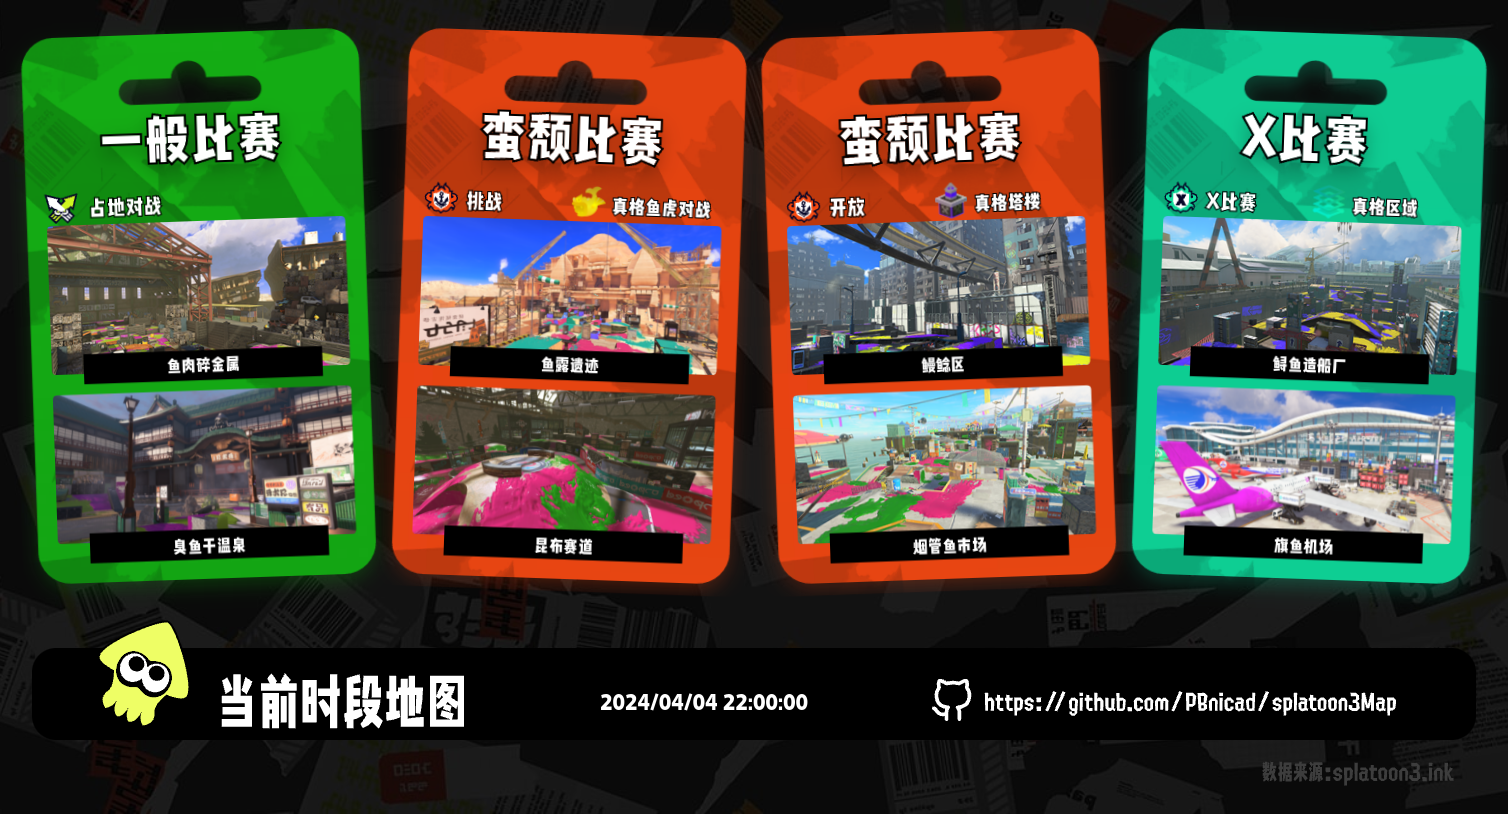 一般比赛
占地对战
鱼肉碎金属
臭鱼干温泉
蛮颓比赛
挑战
真格鱼虎对战
鱼露遗迹
昆布赛道
蛮颓比赛
开放
真格塔楼
鳗鲶区
烟管鱼市场
X比赛
X比赛
真格区域
鲟鱼造船厂
旗鱼机场
当前时段地图
2024/04/04 22:00:00
https://github.com/PBnicad/splatoon3Map
数据来源:splatoon3.ink